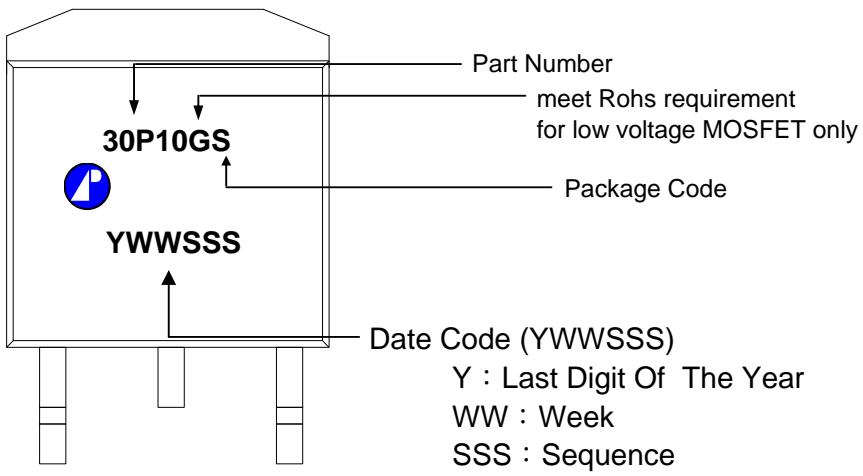 Part Number
meet Rohs requirement
for low voltage MOSFET only
30P10GS
Package Code
YWWSSS
Date Code (YWWSSS)
Y：Last Digit Of The Year
WW：Week
SSS：Sequence